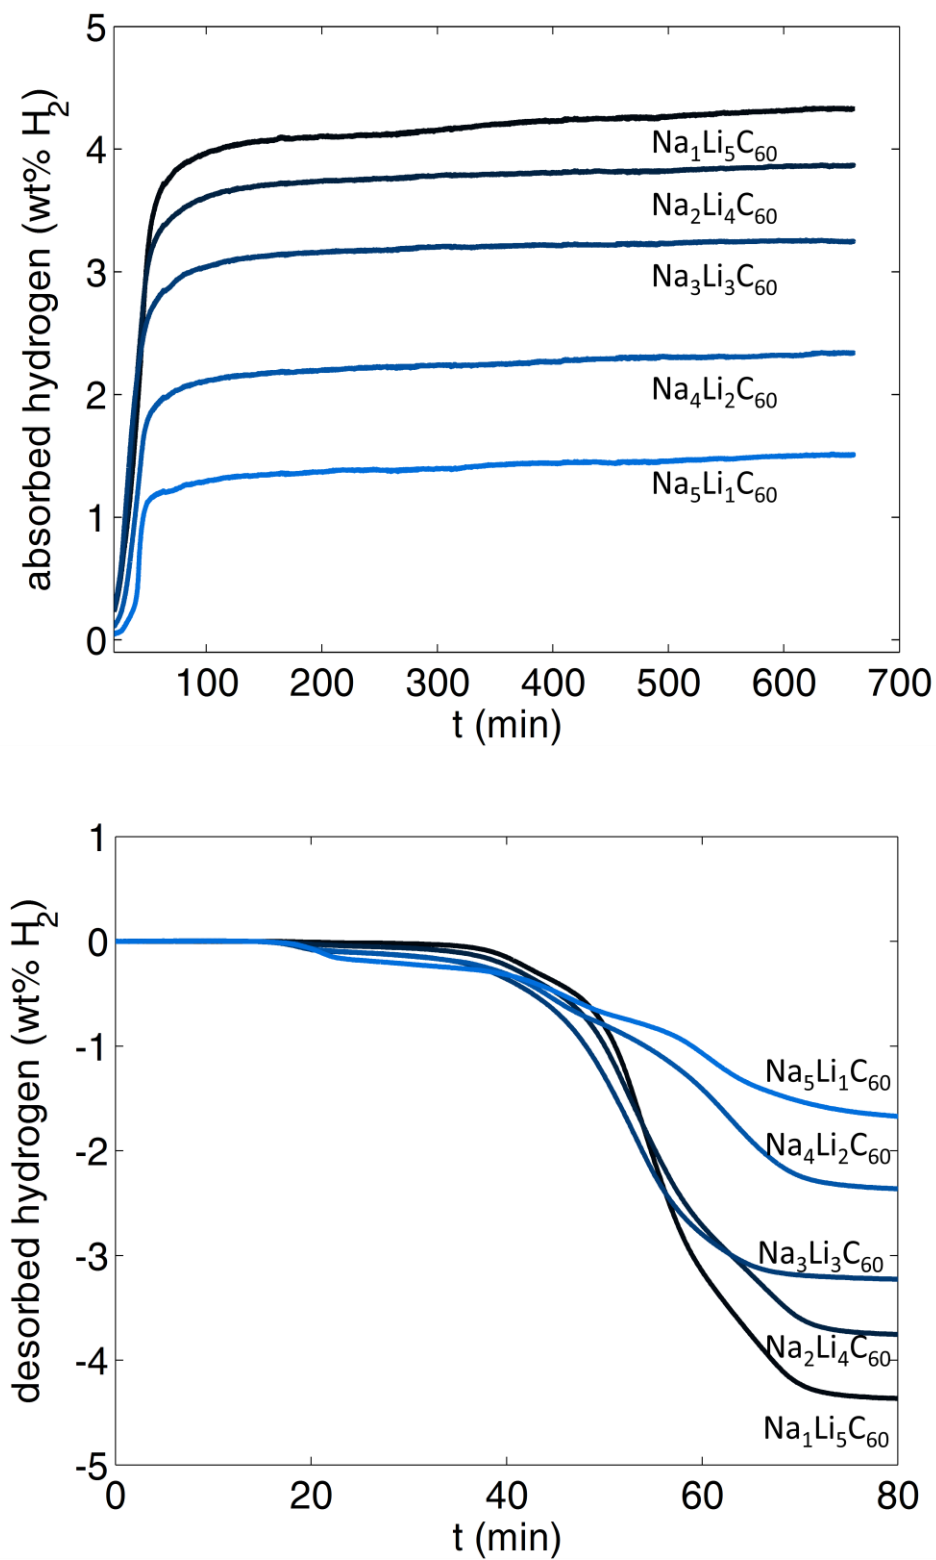 5
4
3
2
1
0
absorbed hydrogen (wt% H₂)
Na₁Li₅C₆₀
Na₂Li₄C₆₀
Na₃Li₃C₆₀
Na₄Li₂C₆₀
Na₅Li₁C₆₀
100 200 300 400 500 600 700
t (min)
1
0
-1
-2
-3
-4
-5
desorbed hydrogen (wt% H₂)
Na₅Li₁C₆₀
Na₄Li₂C₆₀
Na₃Li₃C₆₀
Na₂Li₄C₆₀
Na₁Li₅C₆₀
0 20 40 60 80
t (min)